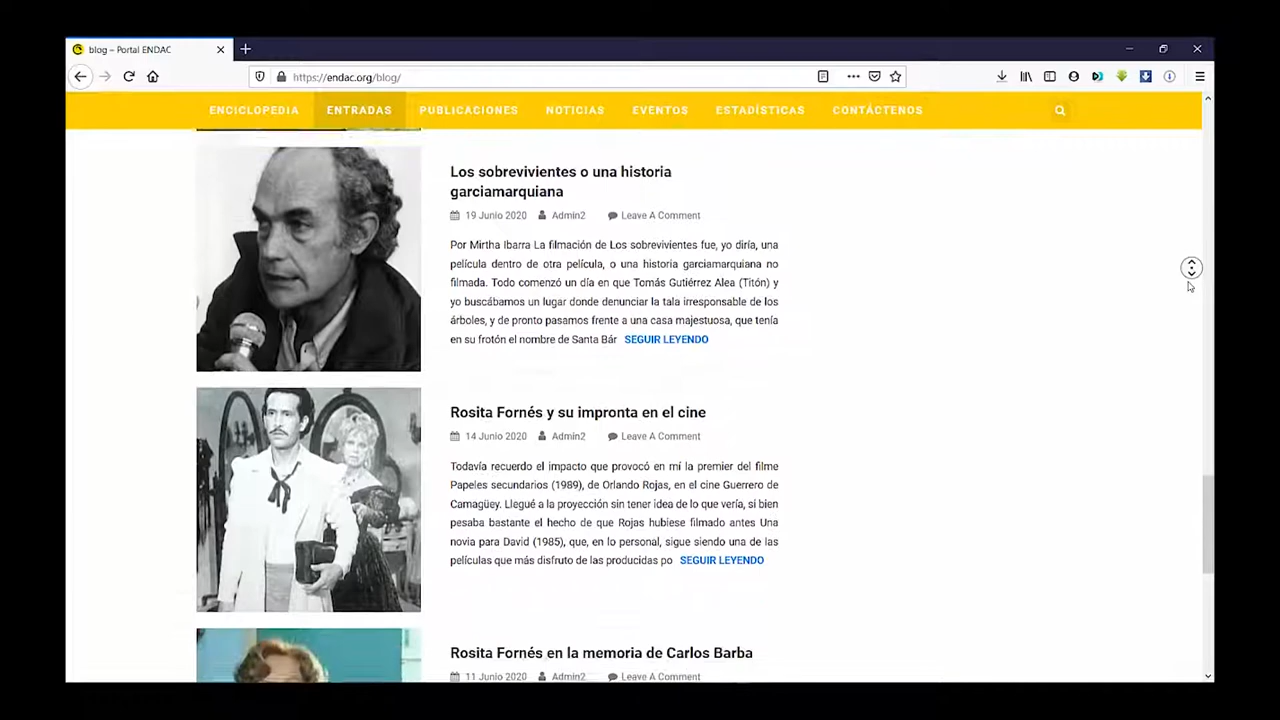 blog – Portal ENDAC
https://endac.org/blog/
ENCICLOPEDIA ENTRADAS PUBLICACIONES NOTICIAS EVENTOS ESTADÍSTICAS CONTÁCTENOS
Los sobrevivientes o una historia
garciamarquiana
19 Junio 2020 Admin2 Leave A Comment
Por Mirtha Ibarra La filmación de Los sobrevivientes fue, yo diría, una
película dentro de otra película, o una historia garciamarquiana no
filmada. Todo comenzó un día en que Tomás Gutiérrez Alea (Titón) y
yo buscábamos un lugar donde denunciar la tala irresponsable de los
árboles, y de pronto pasamos frente a una casa majestuosa, que tenía
en su frotón el nombre de Santa Bár SEGUIR LEYENDO
Rosita Fornés y su impronta en el cine
14 Junio 2020 Admin2 Leave A Comment
Todavía recuerdo el impacto que provocó en mí la premier del filme
Papeles secundarios (1989), de Orlando Rojas, en el cine Guerrero de
Camagüey. Llegué a la proyección sin tener idea de lo que vería, si bien
pesaba bastante el hecho de que Rojas hubiese filmado antes Una
novia para David (1985), que, en lo personal, sigue siendo una de las
películas que más disfruto de las producidas po SEGUIR LEYENDO
Rosita Fornés en la memoria de Carlos Barba
11 Junio 2020 Admin2 Leave A Comment